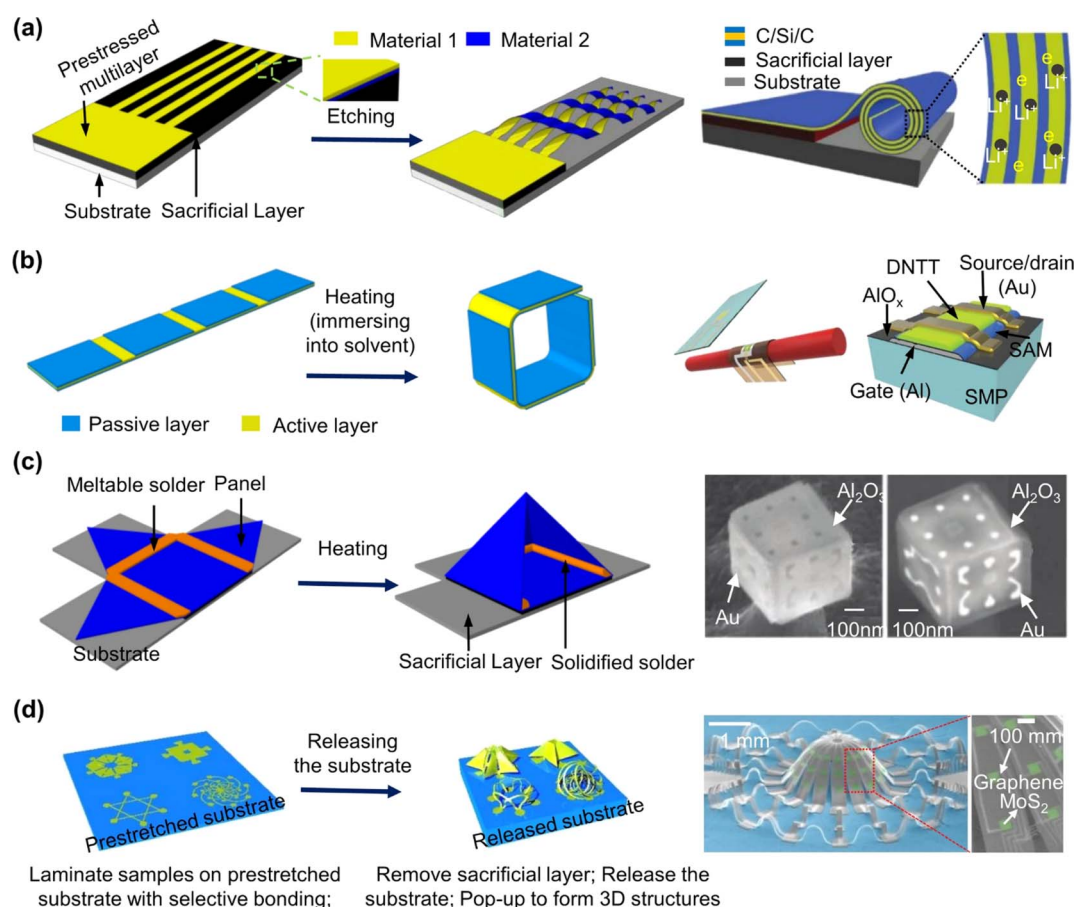 (a)
Prestressed
multilayer
Material 1
Material 2
Etching
Substrate
Sacrificial Layer
C/Si/C
Sacrificial layer
Substrate
e
Li⁺
e
Li⁺
Li⁺
e
Li⁺
Li⁺
e
(b)
Heating
(immersing
into solvent)
Passive layer
Active layer
DNTT
Source/drain
(Au)
AlOₓ
SAM
Gate (Al)
SMP
(c)
Meltable solder
Panel
Heating
Substrate
Sacrificial Layer
Solidified solder
Al₂O₃
Au
100nm
Al₂O₃
100nm
Au
(d)
Releasing
the substrate
Prestretched substrate
Released substrate
1 mm
100 mm
Graphene
MoS₂
Laminate samples on prestretched
substrate with selective bonding;
Remove sacrificial layer; Release the
substrate; Pop-up to form 3D structures